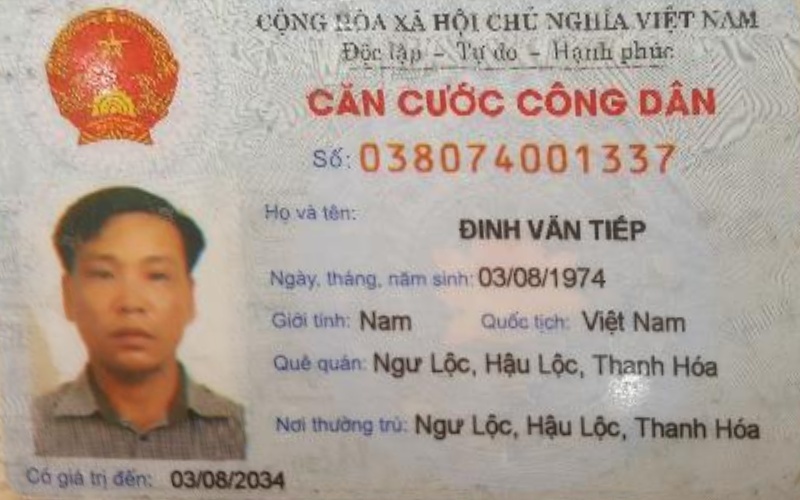 CỘNG HÒA XÃ HỘI CHỦ NGHĨA VIỆT NAM
Độc lập – Tự do – Hạnh phúc
CĂN CƯỚC CÔNG DÂN
Số: 038074001337
Họ và tên:
ĐINH VĂN TIẾP
Ngày, tháng, năm sinh: 03/08/1974
Giới tính: Nam Quốc tịch: Việt Nam
Quê quán: Ngư Lộc, Hậu Lộc, Thanh Hóa
Nơi thường trú: Ngư Lộc, Hậu Lộc, Thanh Hóa
Có giá trị đến: 03/08/2034